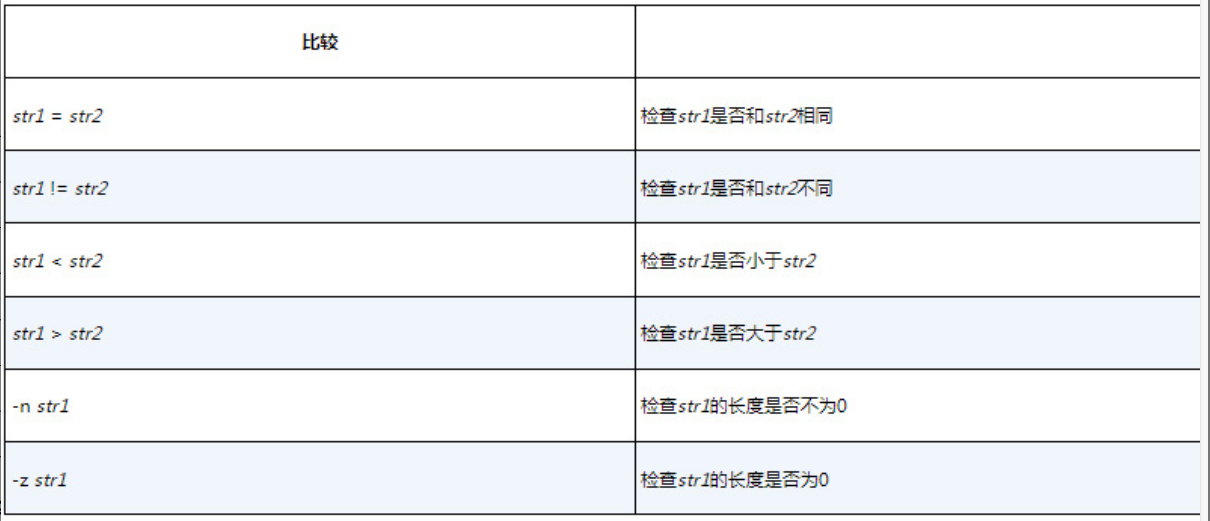 比较
str1 = str2 检查str1是否和str2相同
str1 != str2 检查str1是否和str2不同
str1 < str2 检查str1是否小于str2
str1 > str2 检查str1是否大于str2
-n str1 检查str1的长度是否不为0
-z str1 检查str1的长度是否为0